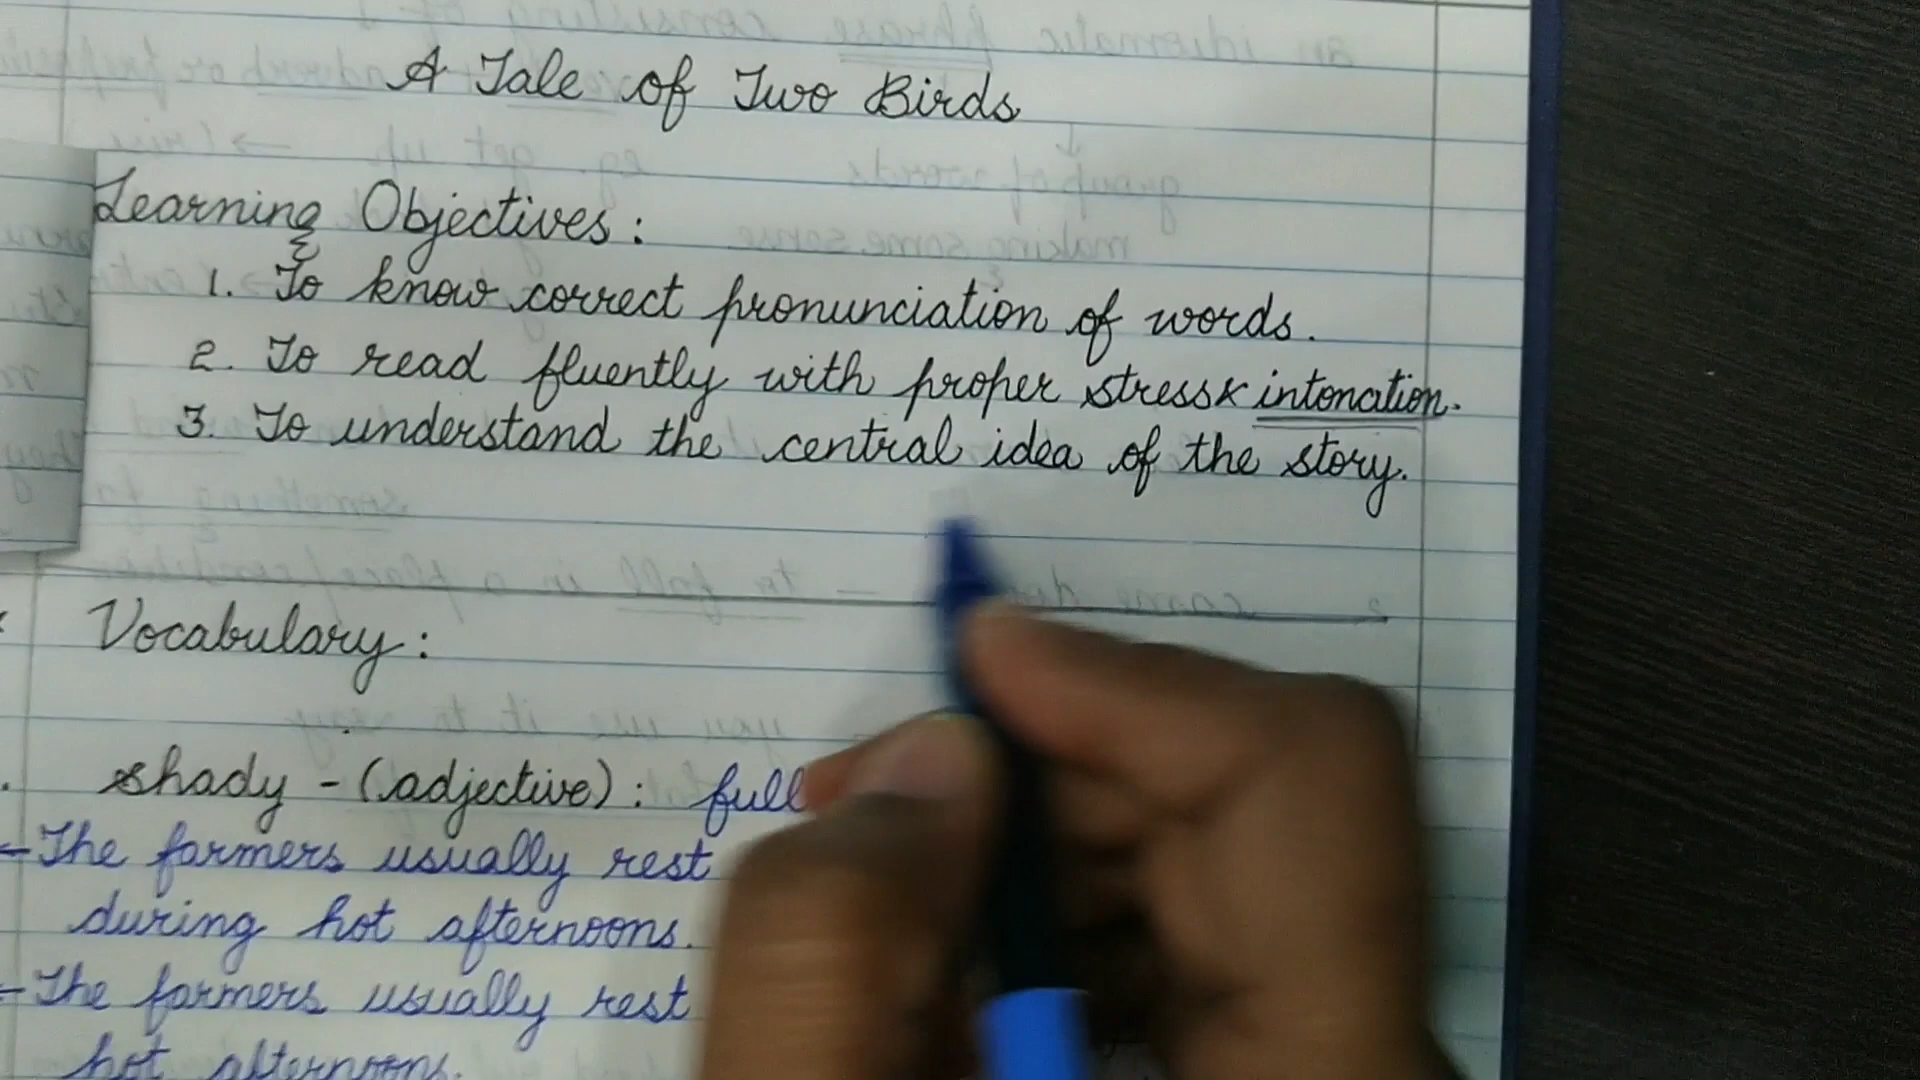 A Tale of Two Birds
Learning Objectives :
1. To know correct pronunciation of words.
2. To read fluently with proper stress & intonation.
3. To understand the central idea of the story.
Vocabulary :
shady - (adjective) : full
- The farmers usually rest
during hot afternoons.
- The farmers usually rest
hot afternoons.